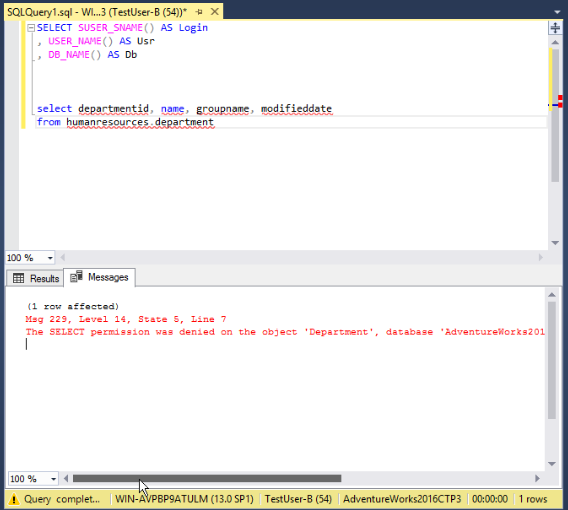 SQLQuery1.sql - WI...3 (TestUser-B (54))*
SELECT SUSER_SNAME() AS Login
, USER_NAME() AS Usr
, DB_NAME() AS Db
select departmentid, name, groupname, modifieddate
from humanresources.department
100 %
Results Messages
(1 row affected)
Msg 229, Level 14, State 5, Line 7
The SELECT permission was denied on the object 'Department', database 'AdventureWorks201
100 %
Query complet... WIN-AVPBP9ATULM (13.0 SP1) TestUser-B (54) AdventureWorks2016CTP3 00:00:00 1 rows